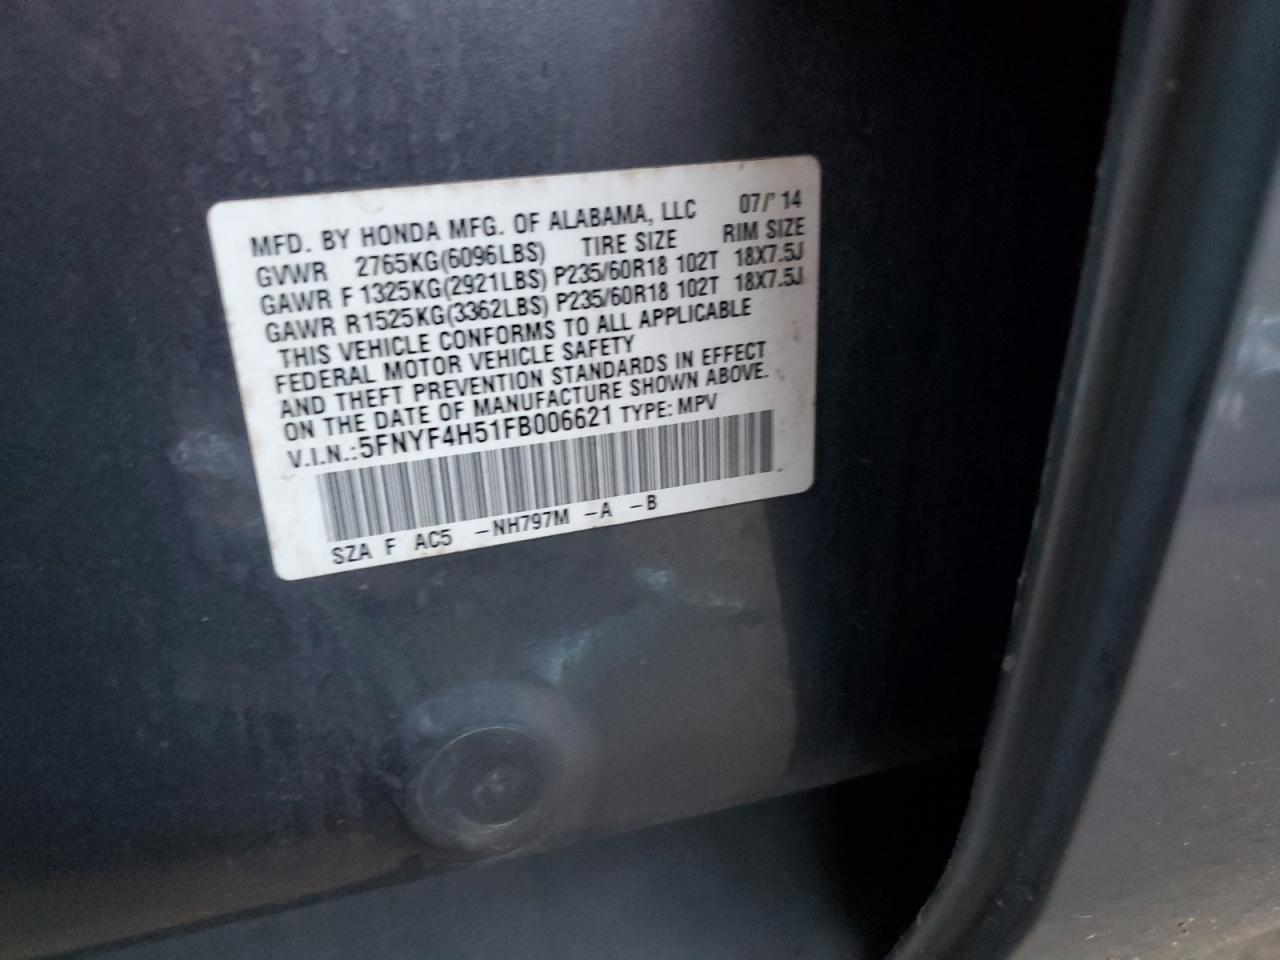 MFD. BY HONDA MFG. OF ALABAMA, LLC 07/' 14
GVWR 2765KG(6096LBS) TIRE SIZE RIM SIZE
GAWR F 1325KG(2921LBS) P235/60R18 102T 18X7.5J
GAWR R1525KG(3362LBS) P235/60R18 102T 18X7.5J
THIS VEHICLE CONFORMS TO ALL APPLICABLE
FEDERAL MOTOR VEHICLE SAFETY
AND THEFT PREVENTION STANDARDS IN EFFECT
ON THE DATE OF MANUFACTURE SHOWN ABOVE.
V.I.N.:5FNYF4H51FB006621 TYPE: MPV
SZA F AC5 -NH797M -A -B